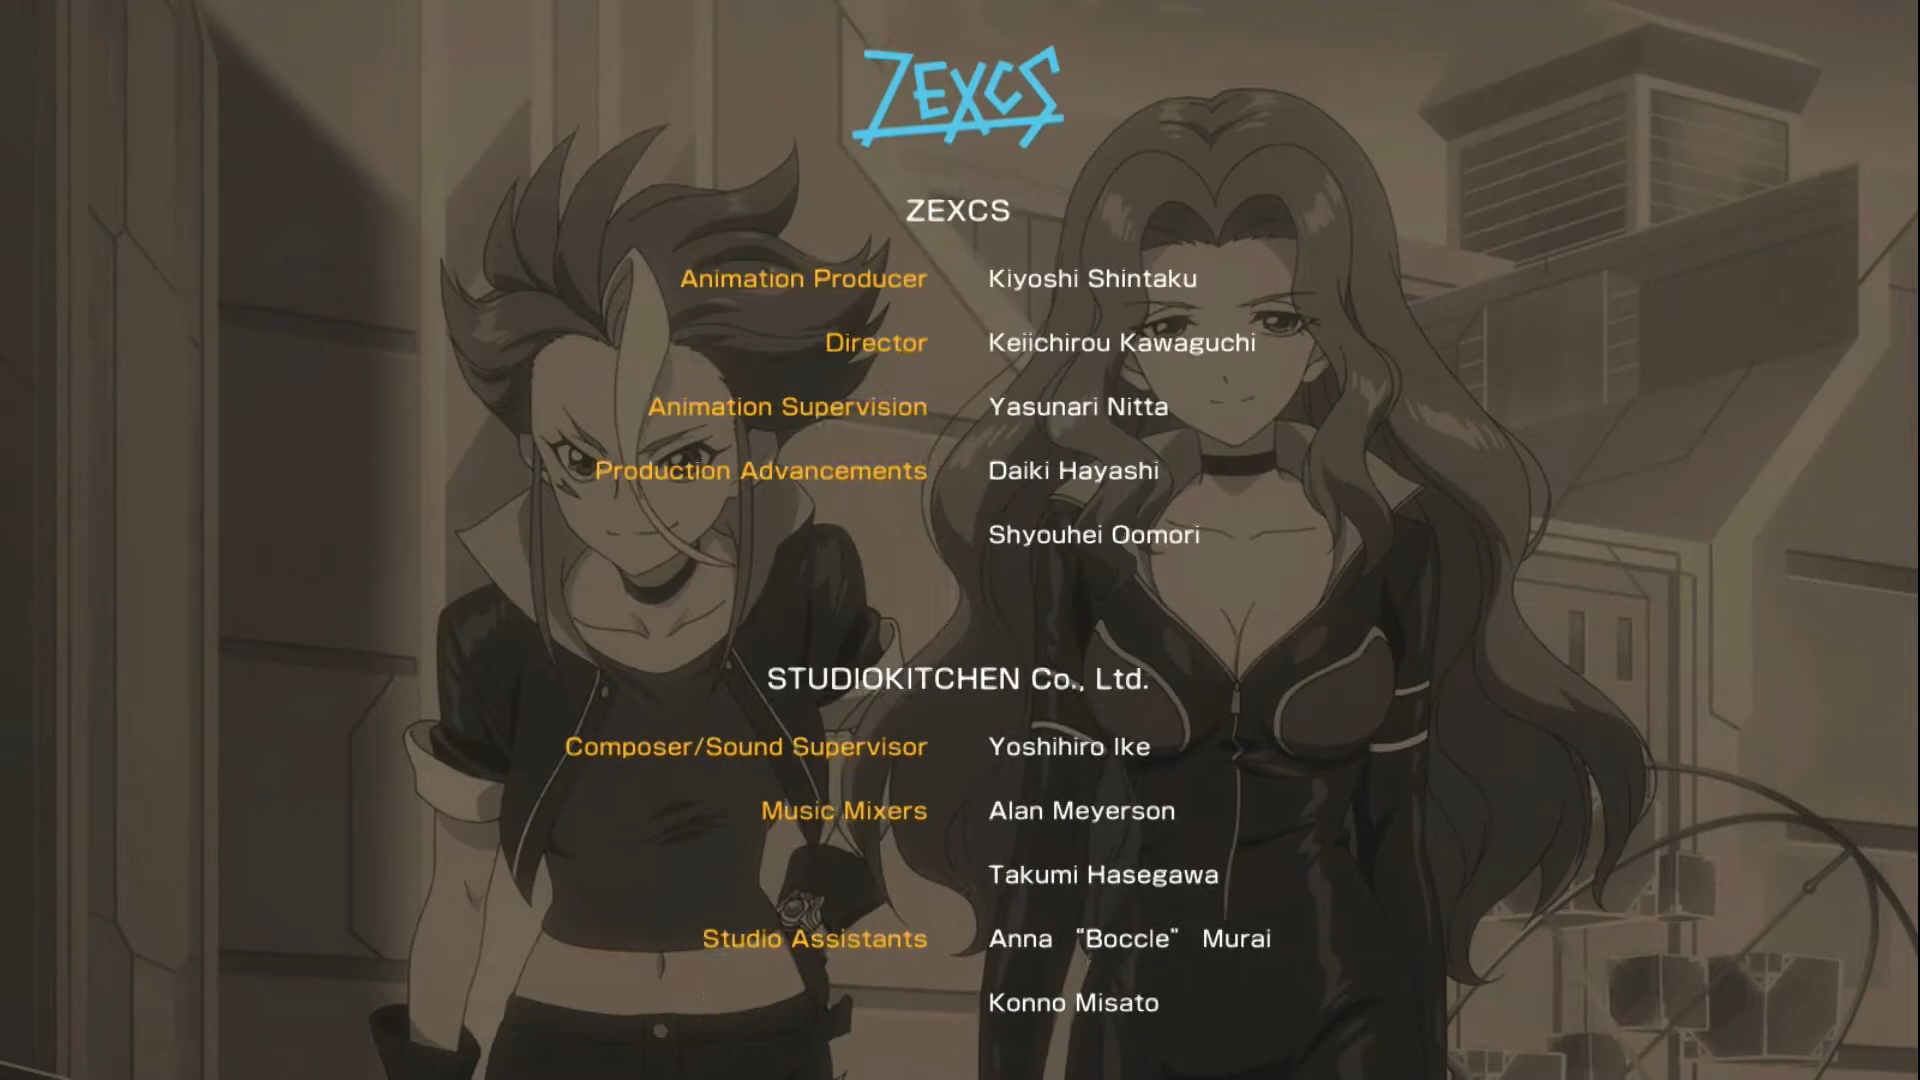 ZEXCS
ZEXCS
Animation Producer Kiyoshi Shintaku
Director Keiichirou Kawaguchi
Animation Supervision Yasunari Nitta
Production Advancements Daiki Hayashi
Shyouhei Oomori
STUDIOKITCHEN Co., Ltd.
Composer/Sound Supervisor Yoshihiro Ike
Music Mixers Alan Meyerson
Takumi Hasegawa
Studio Assistants Anna “Boccle” Murai
Konno Misato